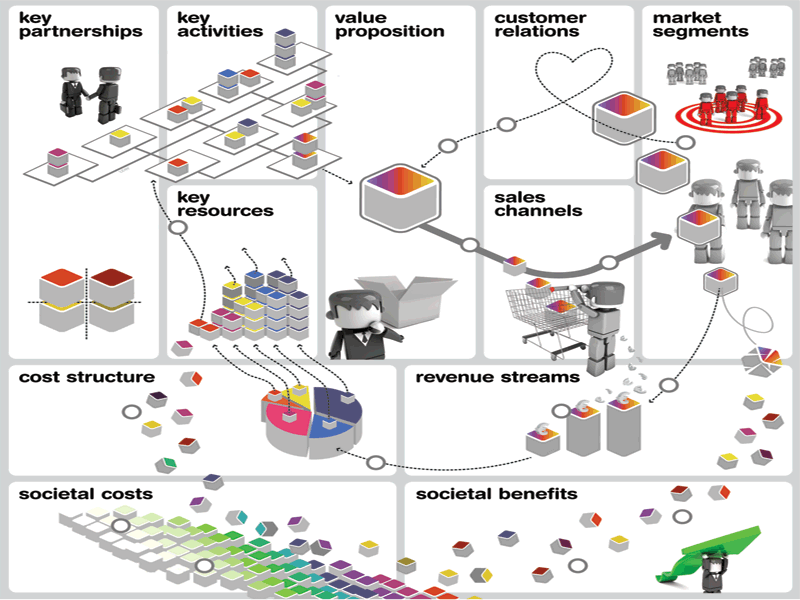 key
partnerships
key
activities
value
proposition
customer
relations
market
segments
key
resources
sales
channels
cost structure
revenue streams
€ € €
societal costs
societal benefits